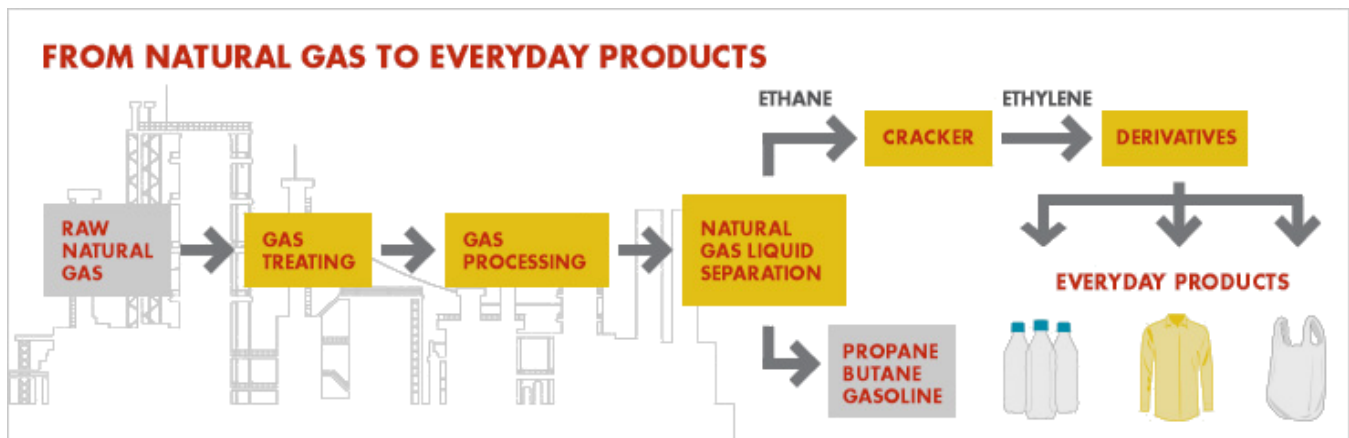 FROM NATURAL GAS TO EVERYDAY PRODUCTS
RAW
NATURAL
GAS
GAS
TREATING
GAS
PROCESSING
NATURAL
GAS LIQUID
SEPARATION
ETHANE
CRACKER
ETHYLENE
DERIVATIVES
PROPANE
BUTANE
GASOLINE
EVERYDAY PRODUCTS